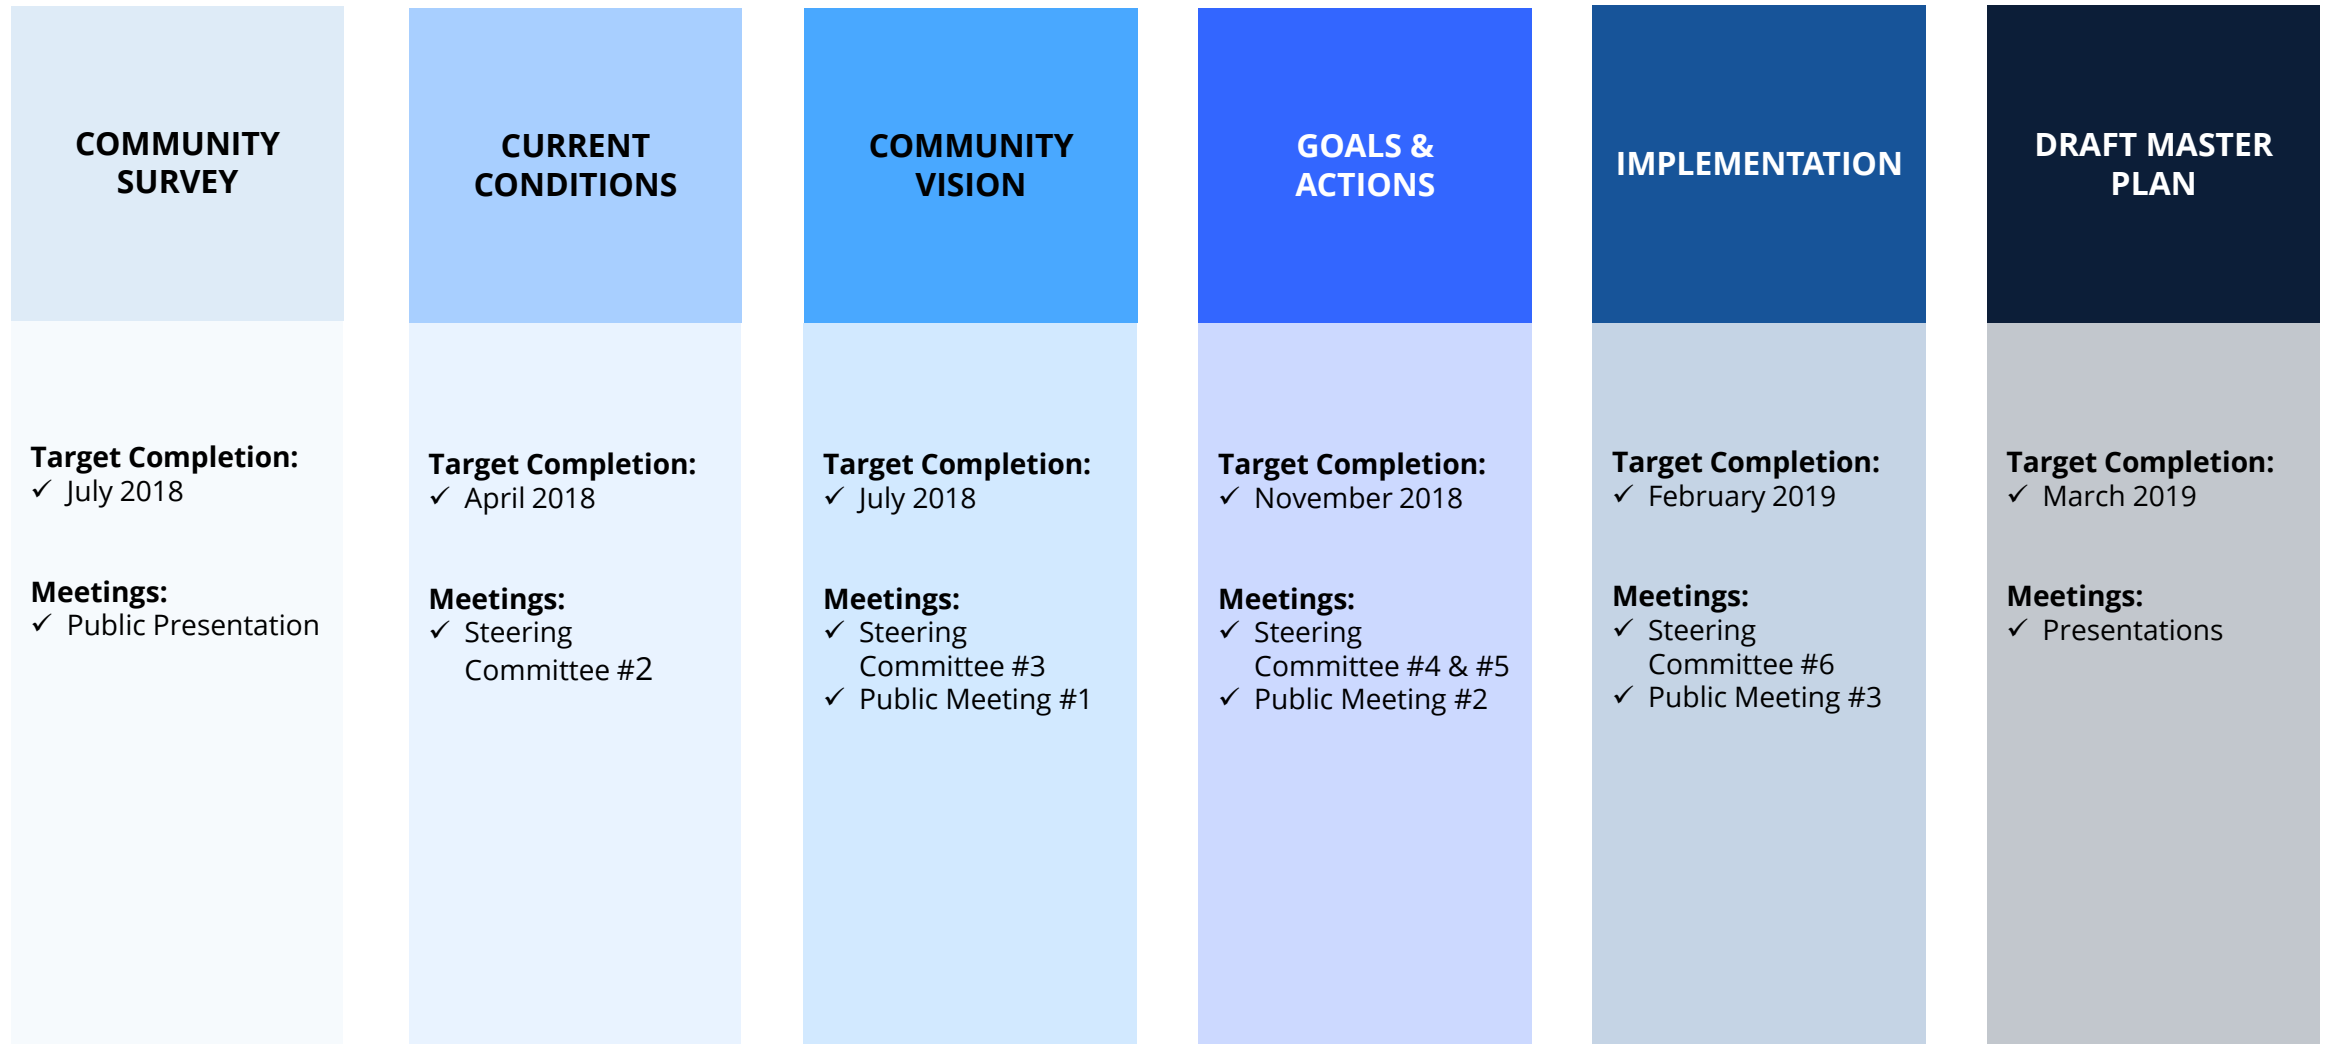 COMMUNITY
SURVEY
Target Completion:
✓ July 2018
Meetings:
✓ Public Presentation
CURRENT
CONDITIONS
Target Completion:
✓ April 2018
Meetings:
✓ Steering
Committee #2
COMMUNITY
VISION
Target Completion:
✓ July 2018
Meetings:
✓ Steering
Committee #3
✓ Public Meeting #1
GOALS &
ACTIONS
Target Completion:
✓ November 2018
Meetings:
✓ Steering
Committee #4 & #5
✓ Public Meeting #2
IMPLEMENTATION
Target Completion:
✓ February 2019
Meetings:
✓ Steering
Committee #6
✓ Public Meeting #3
DRAFT MASTER
PLAN
Target Completion:
✓ March 2019
Meetings:
✓ Presentations